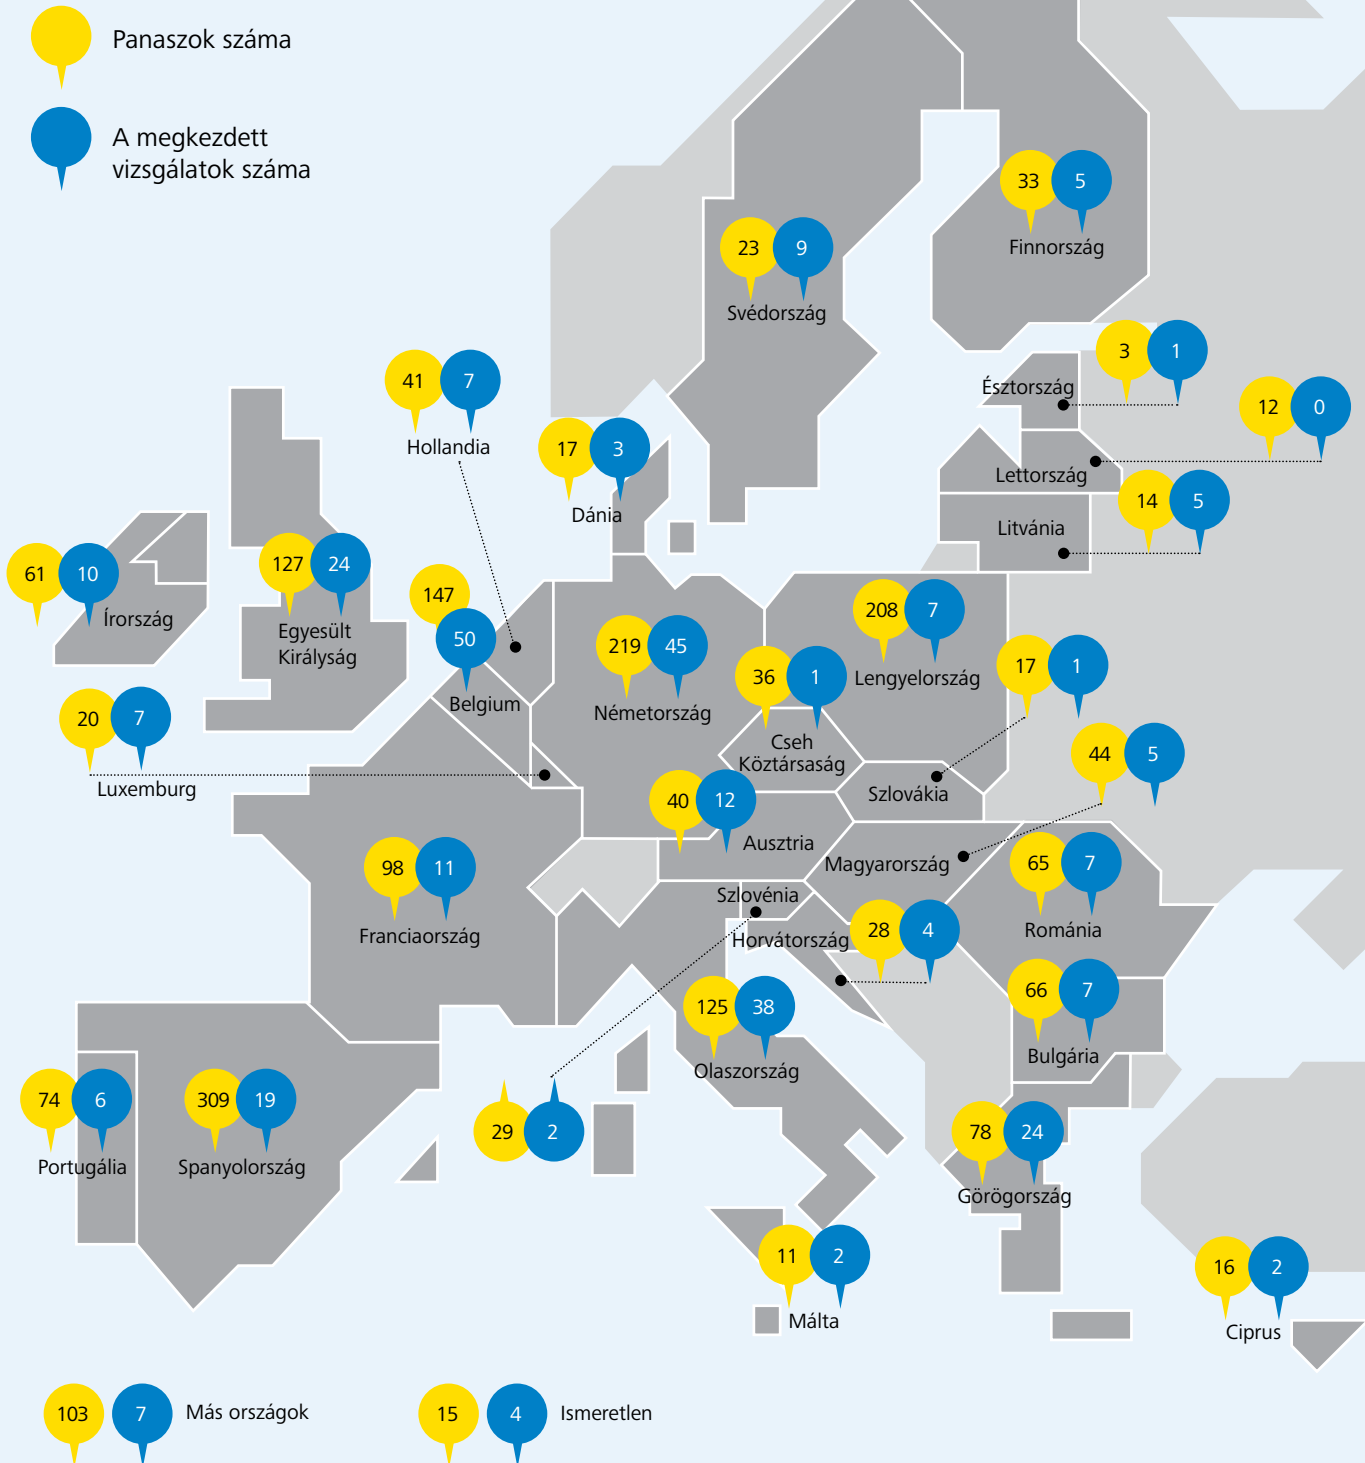 Panaszok száma
A megkezdett
vizsgálatok száma
33 5
Finnország
23 9
Svédország
3 1
Észtország
41 7
Hollandia
12 0
Lettország
17 3
Dánia
14 5
Litvánia
61 10
Írország
127 24
Egyesült
Királyság
147
50
Belgium
219 45
Németország
208 7
Lengyelország
36 1
Cseh
Köztársaság
17 1
Szlovákia
20 7
Luxemburg
44 5
Magyarország
40 12
Ausztria
98 11
Franciaország
65 7
Románia
Szlovénia
28 4
Horvátország
125 38
Olaszország
66 7
Bulgária
74 6
Portugália
309 19
Spanyolország
29 2
78 24
Görögország
11 2
Málta
16 2
Ciprus
103 7 Más országok
15 4 Ismeretlen